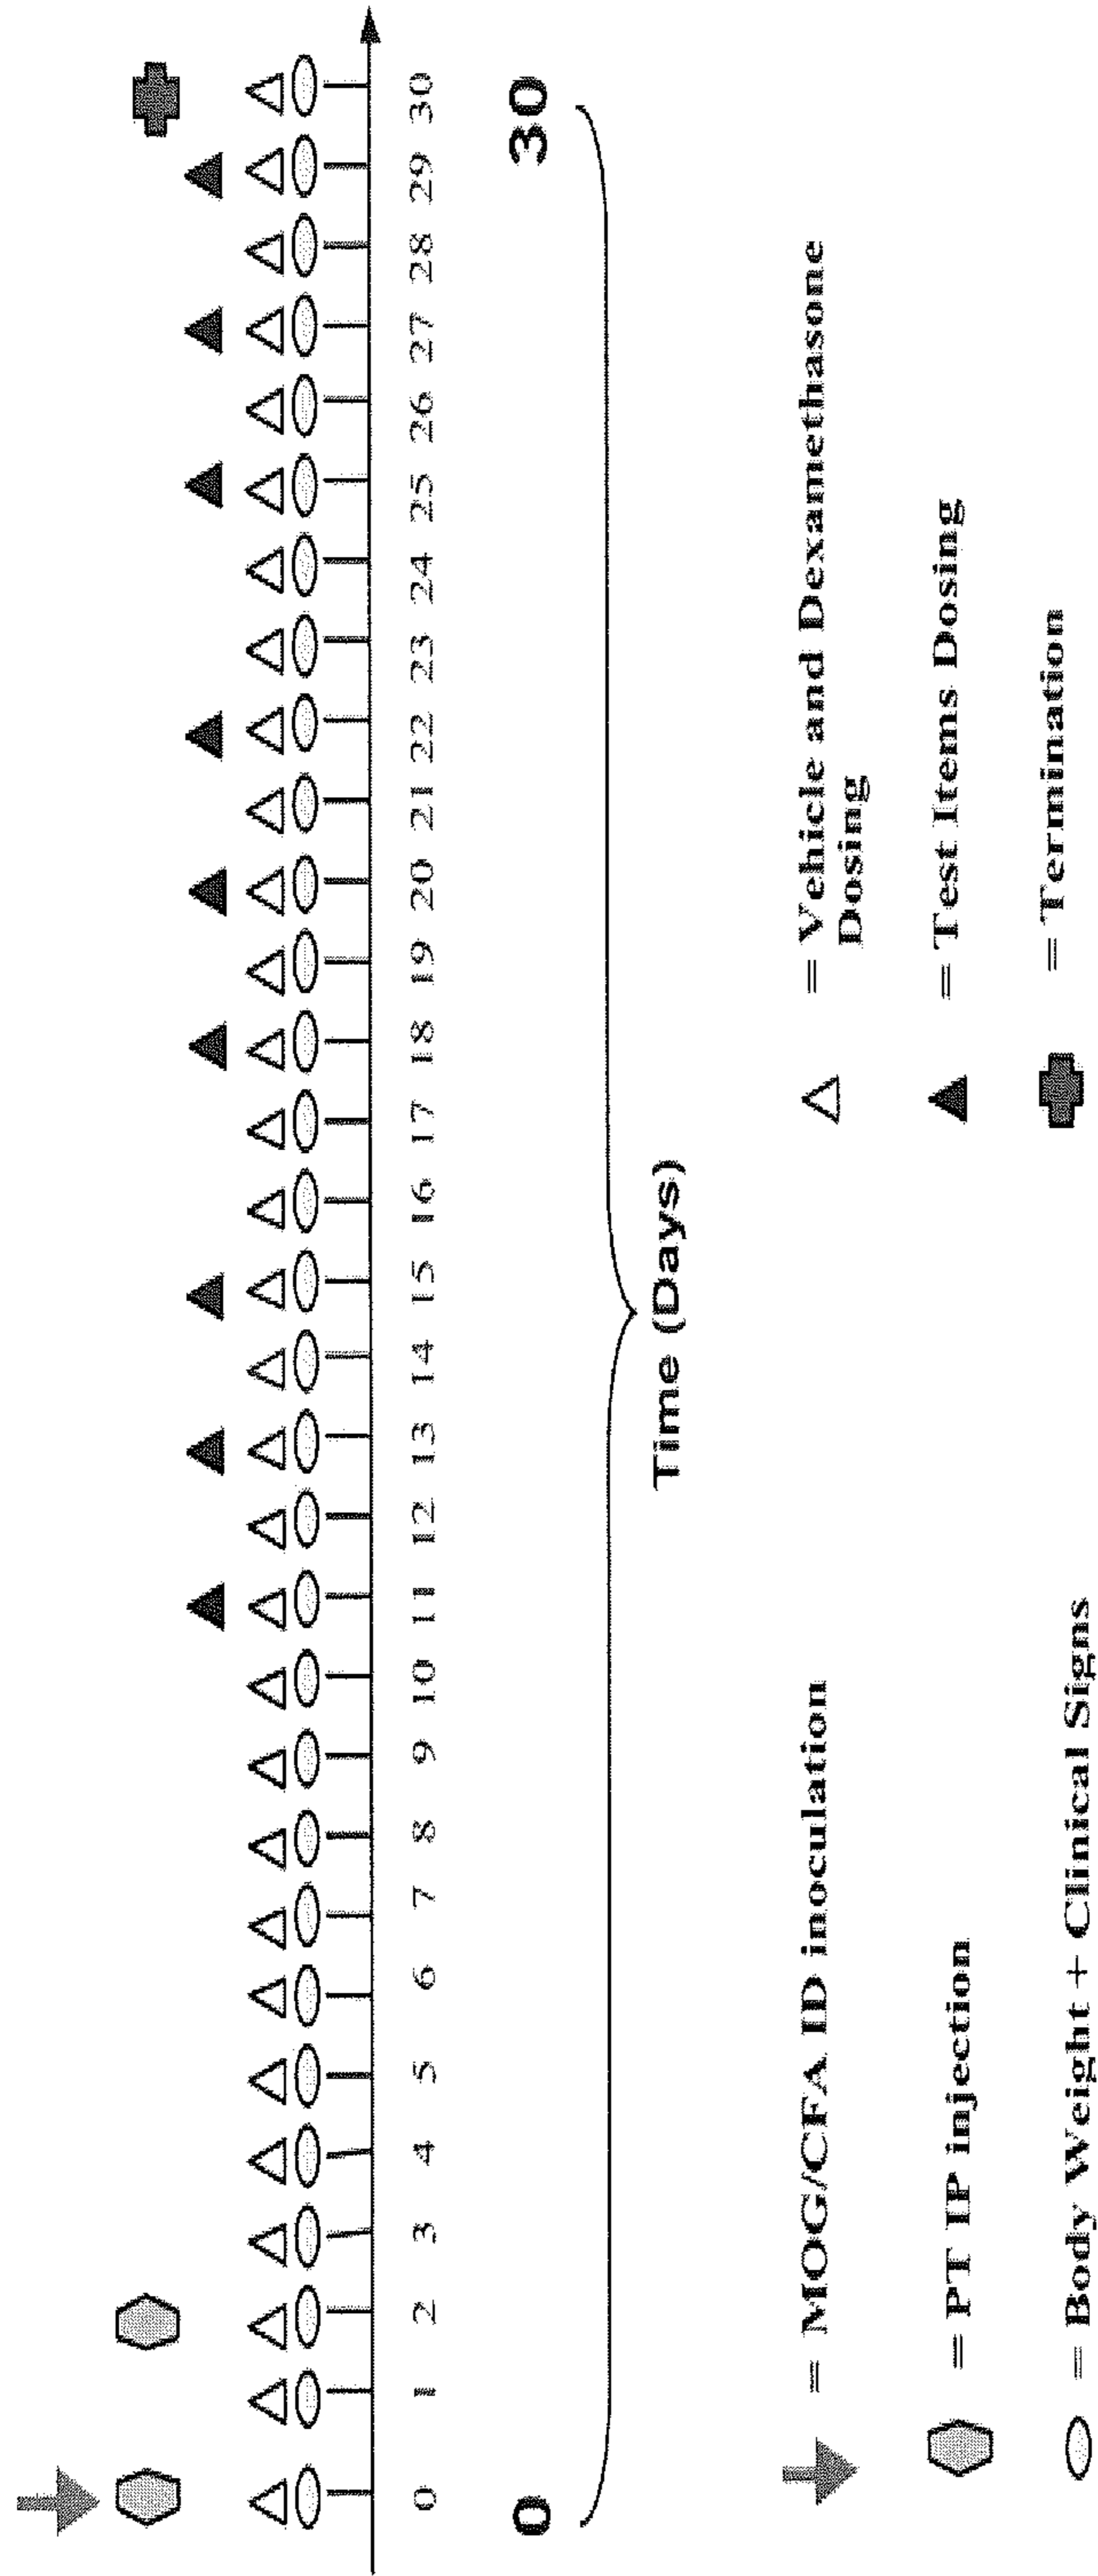 0 1 2 3 4 5 6 7 8 9 10 11 12 13 14 15 16 17 18 19 20 21 22 23 24 25 26 27 28 29 30
0 30
Time (Days)
= MOG/CFA ID inoculation
= PT IP injection
= Body Weight + Clinical Signs
= Vehicle and Dexamethasone
Dosing
= Test Items Dosing
= Termination